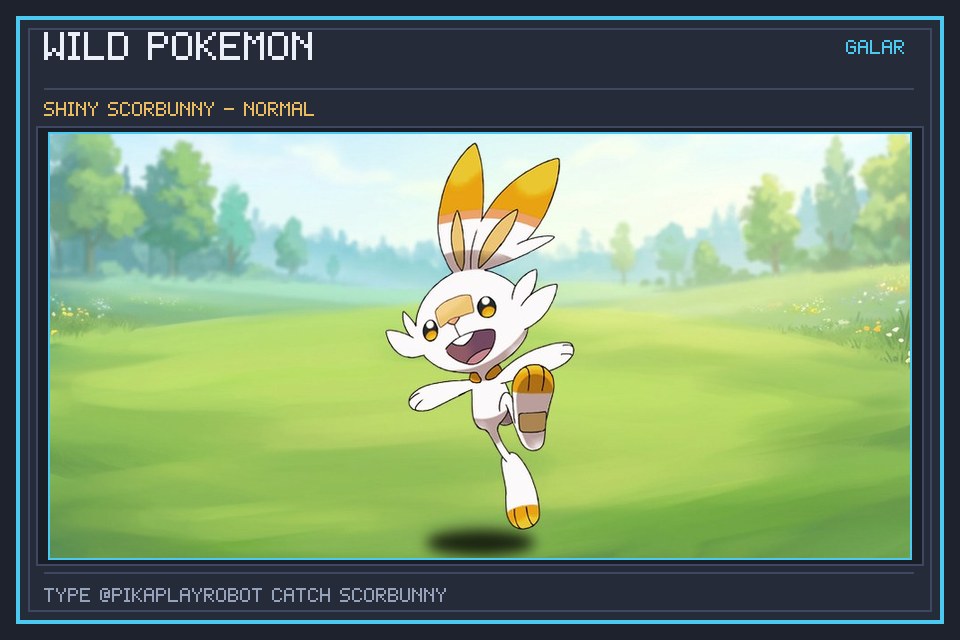 WILD POKEMON
GALAR
SHINY SCORBUNNY - NORMAL
TYPE @PIKAPLAYROBOT CATCH SCORBUNNY